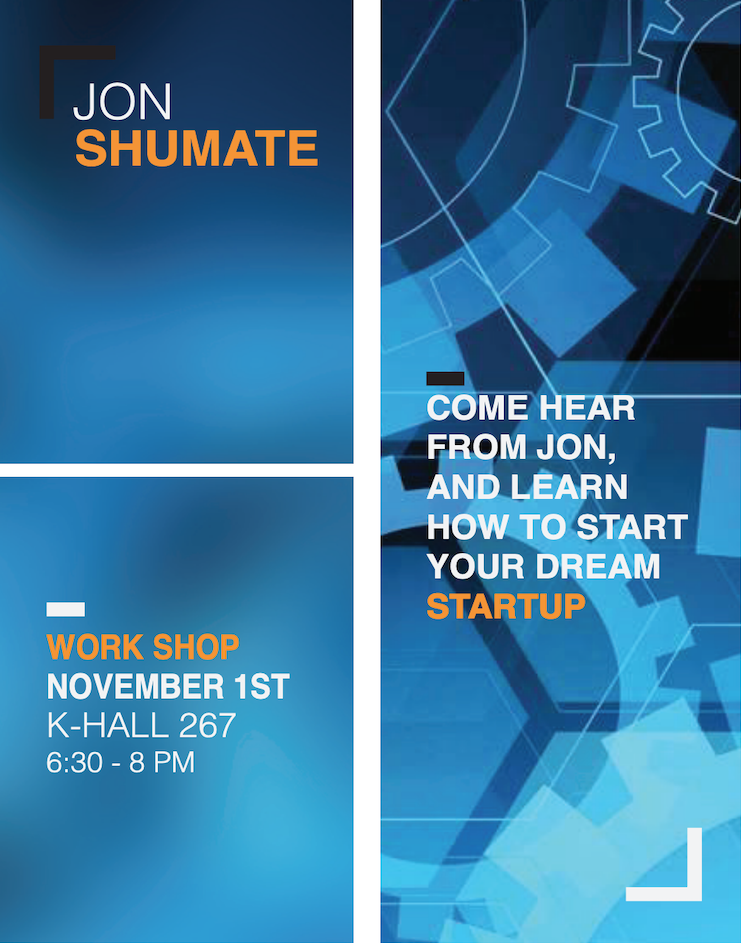 JON
SHUMATE
WORK SHOP
NOVEMBER 1ST
K-HALL 267
6:30 - 8 PM
COME HEAR
FROM JON,
AND LEARN
HOW TO START
YOUR DREAM
STARTUP